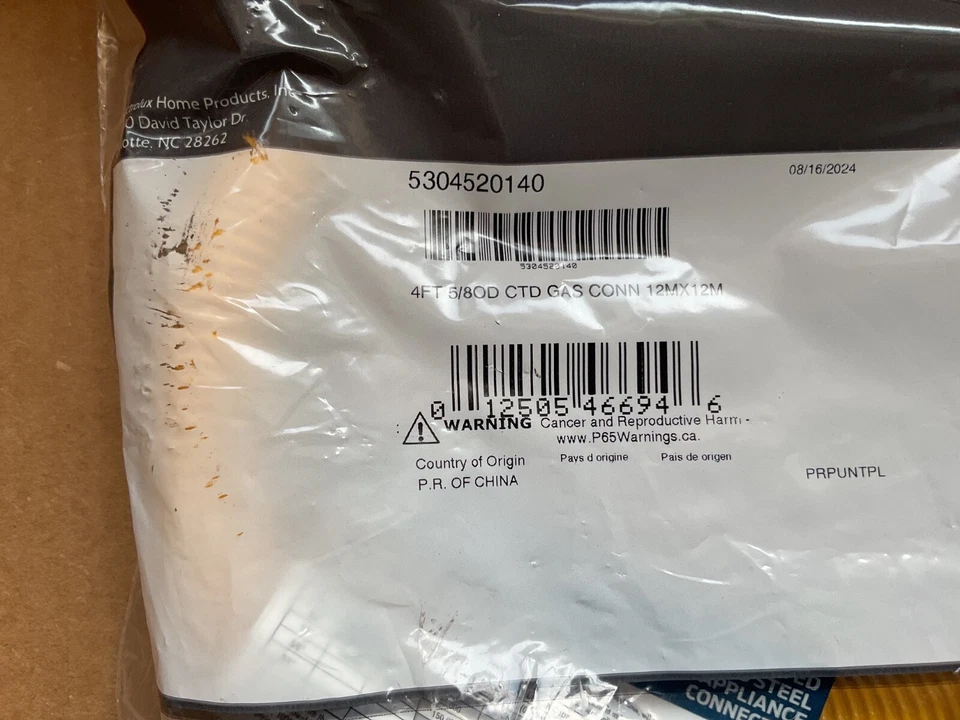 Home Products, Inc
David Taylor Dr
otte, NC 28262
5304520140
08/16/2024
5304520140
4FT 5/8OD CTD GAS CONN 12MX12M
0 12505 46694 6
WARNING Cancer and Reproductive Harm -
www.P65Warnings.ca.
Country of Origin Pays d origine Pais de origen
P.R. OF CHINA
PRPUNTPL
STEEL
APPLIANCE
CONNEC